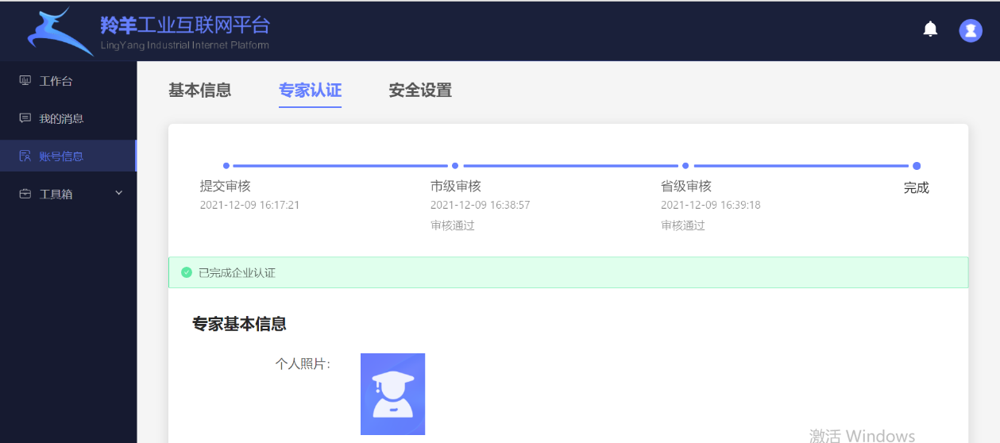 羚羊工业互联网平台
LingYang Industrial Internet Platform
工作台
我的消息
账号信息
工具箱
基本信息 专家认证 安全设置
提交审核 市级审核 省级审核 完成
2021-12-09 16:17:21 2021-12-09 16:38:57 2021-12-09 16:39:18
审核通过 审核通过
已完成企业认证
专家基本信息
个人照片:
激活 Windows